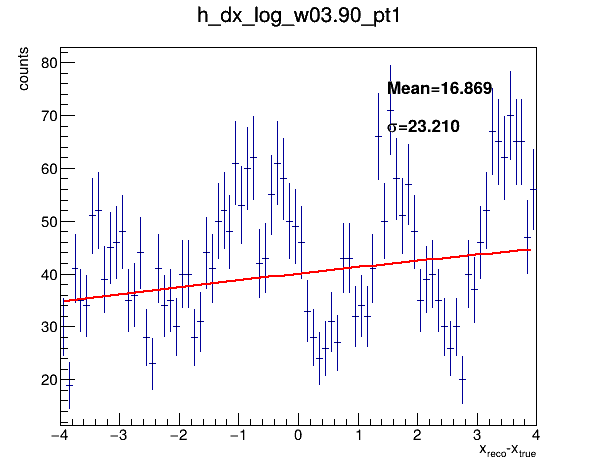 h_dx_log_w03.90_pt1
counts
80
70
60
50
40
30
20
Mean=16.869
σ=23.210
−4 −3 −2 −1 0 1 2 3 4
x_reco-x_true